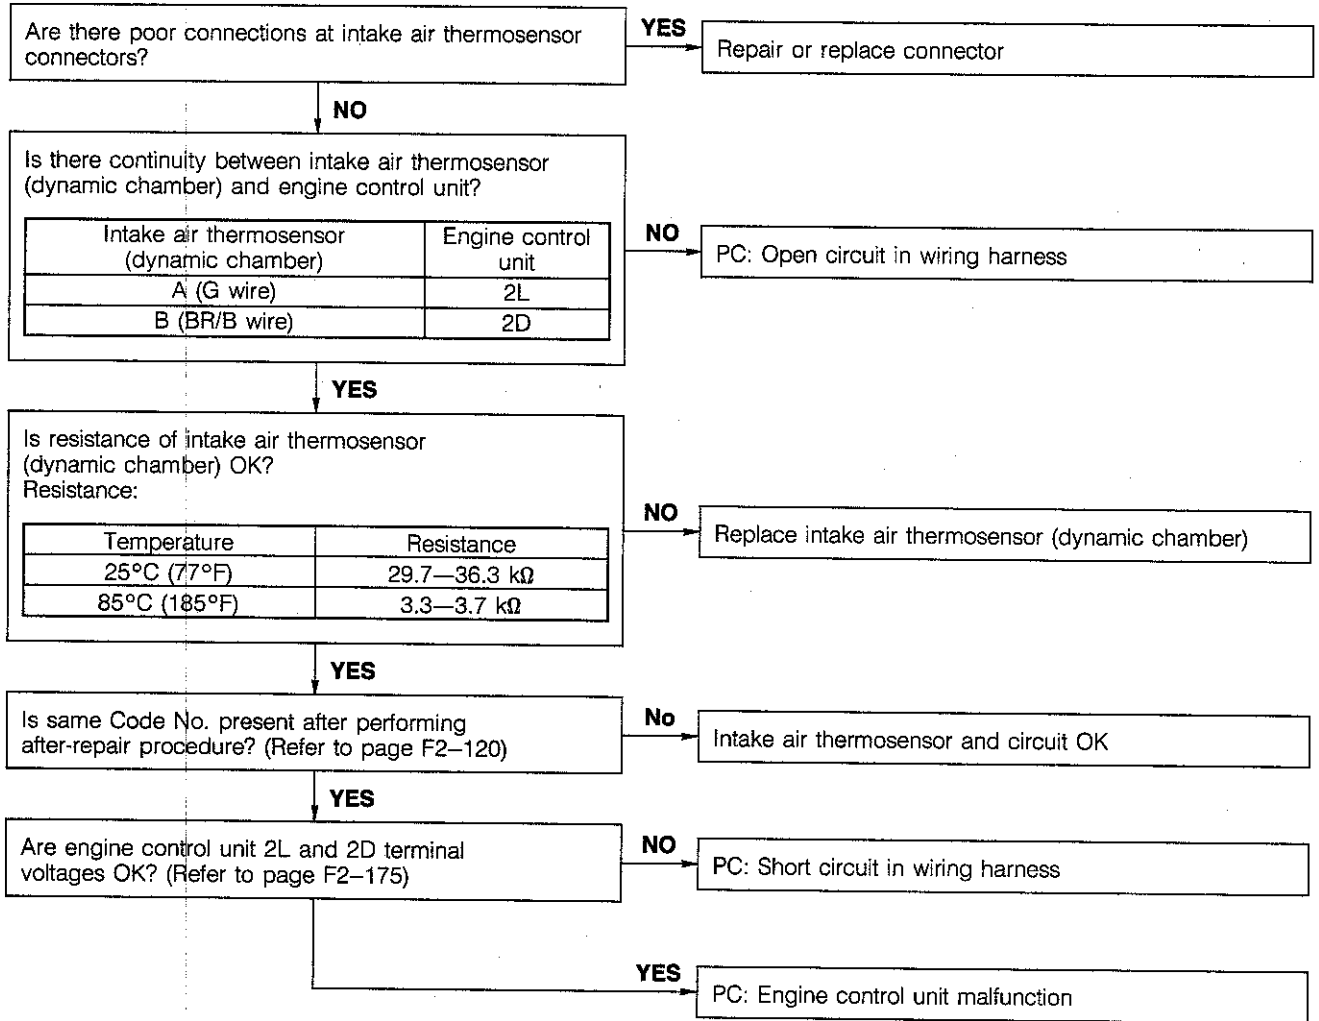 Are there poor connections at intake air thermosensor
connectors?
YES
Repair or replace connector
NO
Is there continuity between intake air thermosensor
(dynamic chamber) and engine control unit?
Intake air thermosensor
(dynamic chamber)
Engine control
unit
A (G wire)
2L
B (BR/B wire)
2D
NO
PC: Open circuit in wiring harness
YES
Is resistance of intake air thermosensor
(dynamic chamber) OK?
Resistance:
Temperature
Resistance
25°C (77°F)
29.7—36.3 kΩ
85°C (185°F)
3.3—3.7 kΩ
NO
Replace intake air thermosensor (dynamic chamber)
YES
Is same Code No. present after performing
after-repair procedure? (Refer to page F2–120)
No
Intake air thermosensor and circuit OK
YES
Are engine control unit 2L and 2D terminal
voltages OK? (Refer to page F2–175)
NO
PC: Short circuit in wiring harness
YES
PC: Engine control unit malfunction